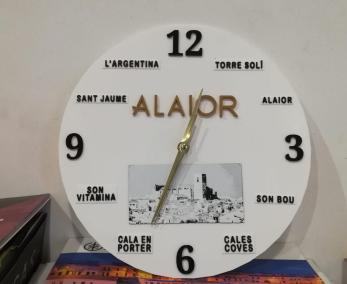 12
L'ARGENTINA
TORRE SOLÍ
SANT JAUME
ALAIOR
ALAIOR
9
3
SON
VITAMINA
SON BOU
CALA EN
PORTER
CALES
COVES
6